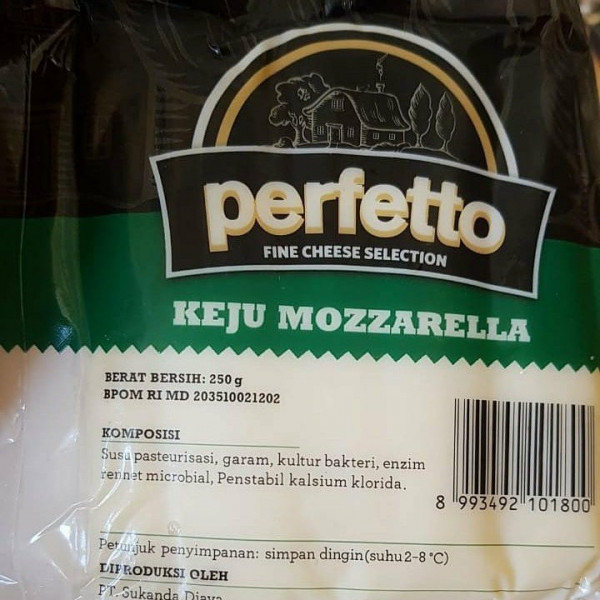 perfetto
FINE CHEESE SELECTION
KEJU MOZZARELLA
BERAT BERSIH: 250 g
BPOM RI MD 203510021202
KOMPOSISI
Susu pasteurisasi, garam, kultur bakteri, enzim
rennet microbial, Penstabil kalsium klorida.
8 993492 101800
Petunjuk penyimpanan: simpan dingin(suhu 2-8 °C)
DIPRODUKSI OLEH
PT. Sukanda Djaya